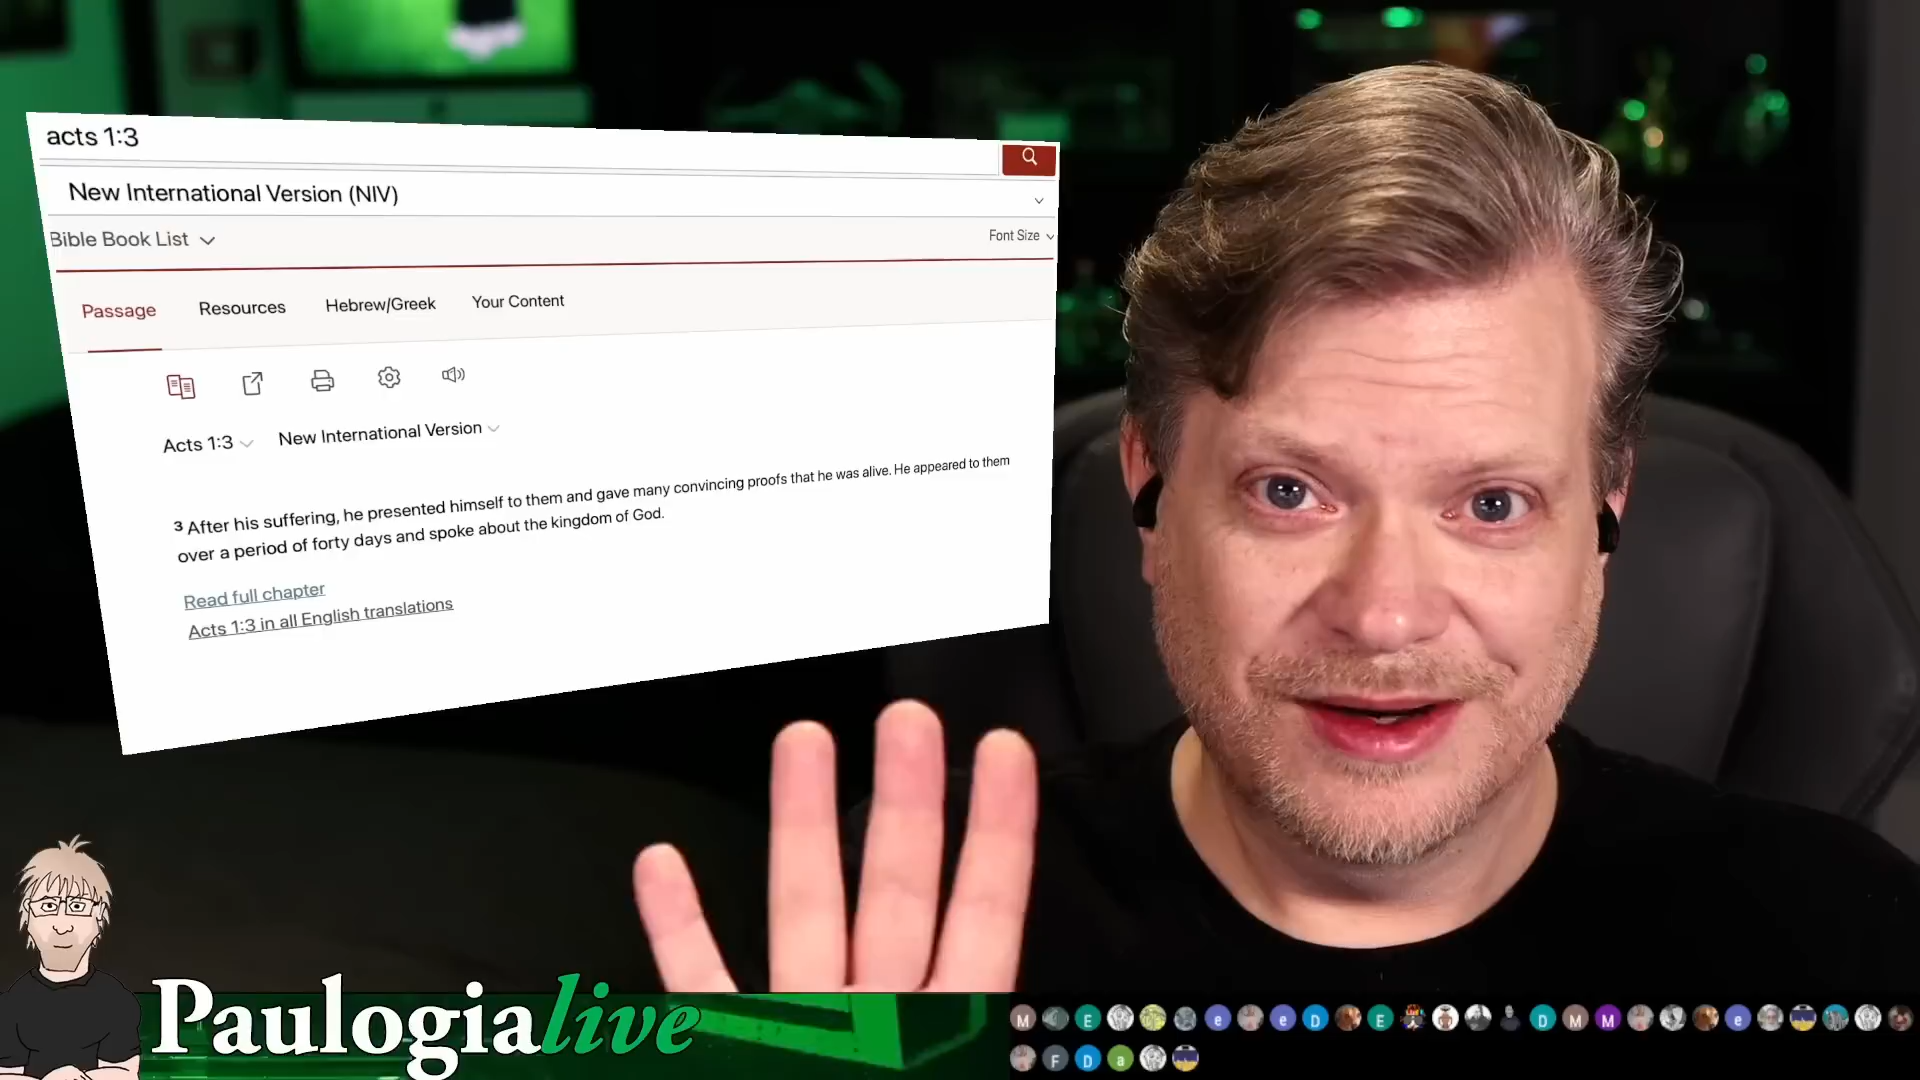 acts 1:3
New International Version (NIV)
Bible Book List
Font Size
Passage
Resources
Hebrew/Greek
Your Content
Acts 1:3
New International Version
3 After his suffering, he presented himself to them and gave many convincing proofs that he was alive. He appeared to them
over a period of forty days and spoke about the kingdom of God.
Read full chapter
Acts 1:3 in all English translations
Paulogialive
M E e e D E D M M e
F D a